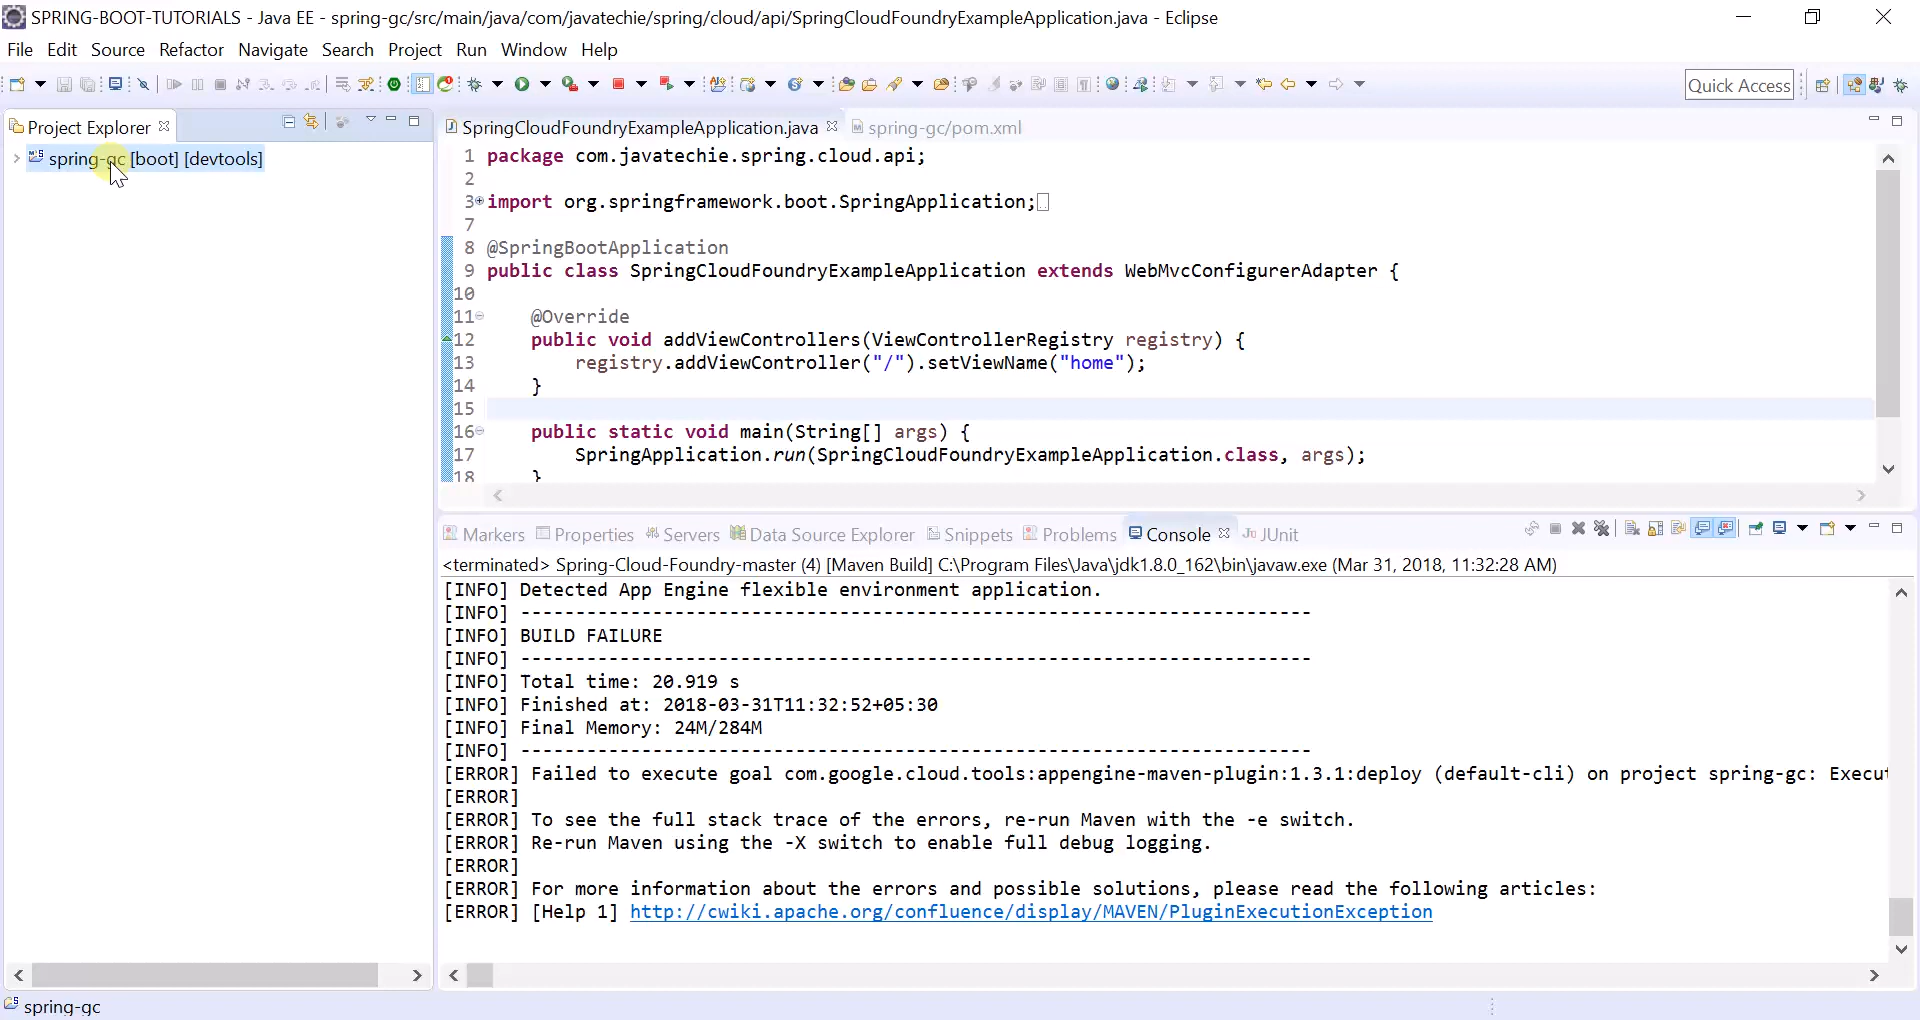 SPRING-BOOT-TUTORIALS - Java EE - spring-gc/src/main/java/com/javatechie/spring/cloud/api/SpringCloudFoundryExampleApplication.java - Eclipse
File Edit Source Refactor Navigate Search Project Run Window Help
Quick Access
Project Explorer
spring-gc [boot] [devtools]
SpringCloudFoundryExampleApplication.java spring-gc/pom.xml
1 package com.javatechie.spring.cloud.api;
2
3 import org.springframework.boot.SpringApplication;
7
8 @SpringBootApplication
9 public class SpringCloudFoundryExampleApplication extends WebMvcConfigurerAdapter {
10
11 @Override
12 public void addViewControllers(ViewControllerRegistry registry) {
13 registry.addViewController("/").setViewName("home");
14 }
15
16 public static void main(String[] args) {
17 SpringApplication.run(SpringCloudFoundryExampleApplication.class, args);
18 }
Markers Properties Servers Data Source Explorer Snippets Problems Console JUnit
<terminated> Spring-Cloud-Foundry-master (4) [Maven Build] C:\Program Files\Java\jdk1.8.0_162\bin\javaw.exe (Mar 31, 2018, 11:32:28 AM)
[INFO] Detected App Engine flexible environment application.
[INFO] ------------------------------------------------------------------------
[INFO] BUILD FAILURE
[INFO] ------------------------------------------------------------------------
[INFO] Total time: 20.919 s
[INFO] Finished at: 2018-03-31T11:32:52+05:30
[INFO] Final Memory: 24M/284M
[INFO] ------------------------------------------------------------------------
[ERROR] Failed to execute goal com.google.cloud.tools:appengine-maven-plugin:1.3.1:deploy (default-cli) on project spring-gc: Execut
[ERROR]
[ERROR] To see the full stack trace of the errors, re-run Maven with the -e switch.
[ERROR] Re-run Maven using the -X switch to enable full debug logging.
[ERROR]
[ERROR] For more information about the errors and possible solutions, please read the following articles:
[ERROR] [Help 1] http://cwiki.apache.org/confluence/display/MAVEN/PluginExecutionException
spring-gc